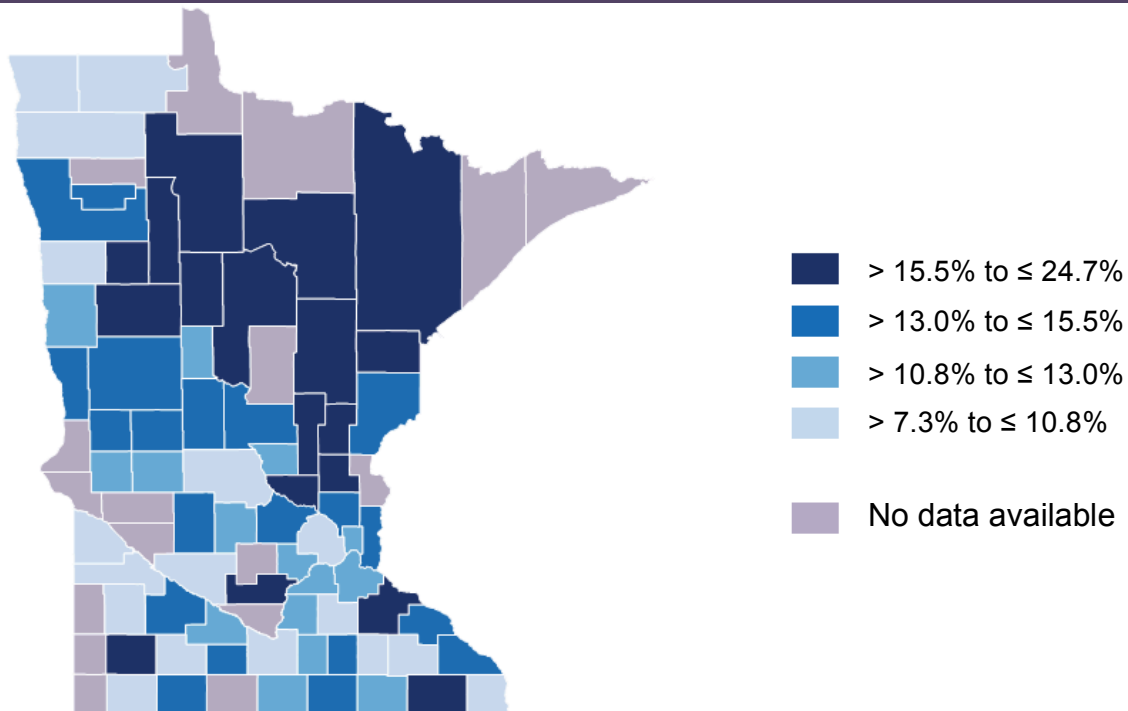 > 15.5% to ≤ 24.7%
> 13.0% to ≤ 15.5%
> 10.8% to ≤ 13.0%
> 7.3% to ≤ 10.8%
No data available